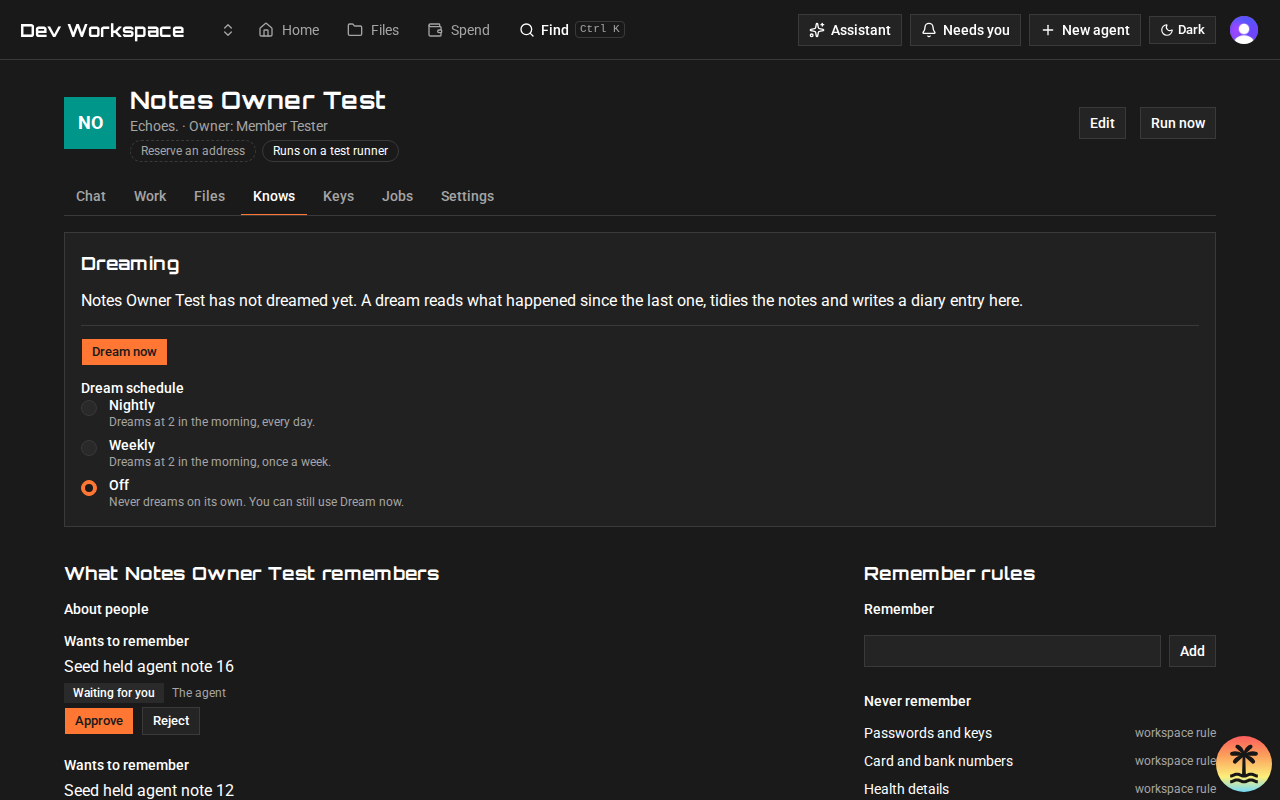 Dev Workspace
Home
Files
Spend
Find Ctrl K
Assistant
Needs you
New agent
Dark
NO
Notes Owner Test
Echoes. · Owner: Member Tester
Reserve an address
Runs on a test runner
Edit
Run now
Chat
Work
Files
Knows
Keys
Jobs
Settings
Dreaming
Notes Owner Test has not dreamed yet. A dream reads what happened since the last one, tidies the notes and writes a diary entry here.
Dream now
Dream schedule
Nightly
Dreams at 2 in the morning, every day.
Weekly
Dreams at 2 in the morning, once a week.
Off
Never dreams on its own. You can still use Dream now.
What Notes Owner Test remembers
About people
Wants to remember
Seed held agent note 16
Waiting for you
The agent
Approve
Reject
Wants to remember
Seed held agent note 12
Remember rules
Remember
Add
Never remember
Passwords and keys
workspace rule
Card and bank numbers
workspace rule
Health details
workspace rule